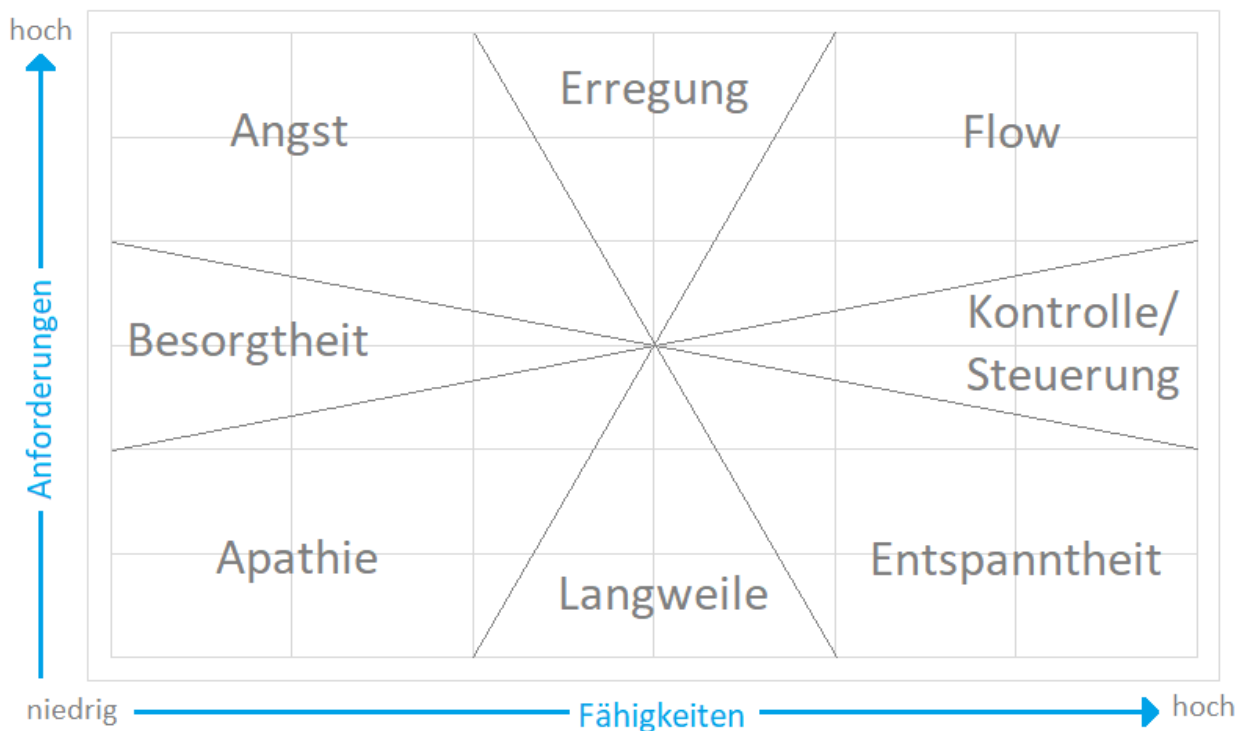 hoch
Erregung
Angst
Flow
Anforderungen
Besorgtheit
Kontrolle/
Steuerung
Apathie
Langweile
Entspanntheit
niedrig
Fähigkeiten
hoch